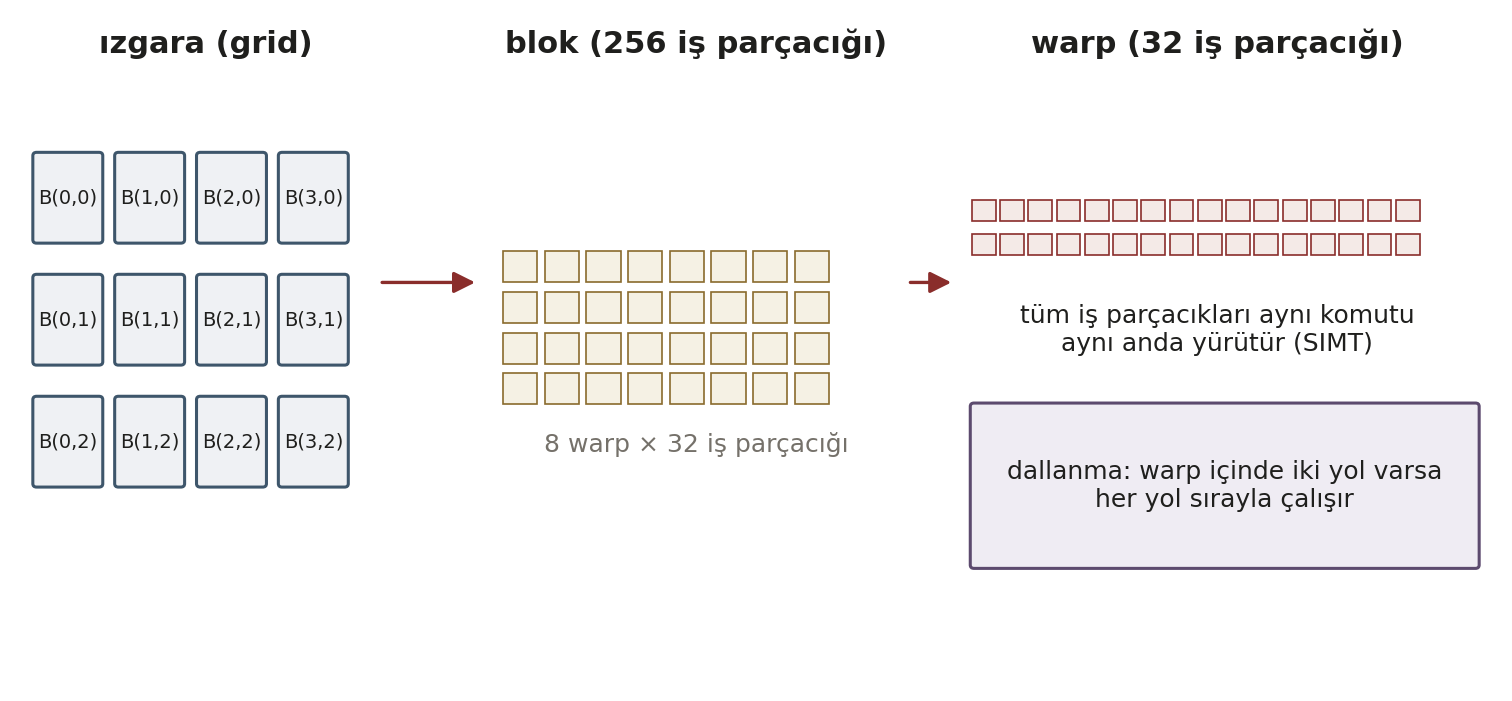 ızgara (grid)
blok (256 iş parçacığı)
warp (32 iş parçacığı)
B(0,0) B(1,0) B(2,0) B(3,0)
B(0,1) B(1,1) B(2,1) B(3,1)
B(0,2) B(1,2) B(2,2) B(3,2)
8 warp × 32 iş parçacığı
tüm iş parçacıkları aynı komutu
aynı anda yürütür (SIMT)
dallanma: warp içinde iki yol varsa
her yol sırayla çalışır